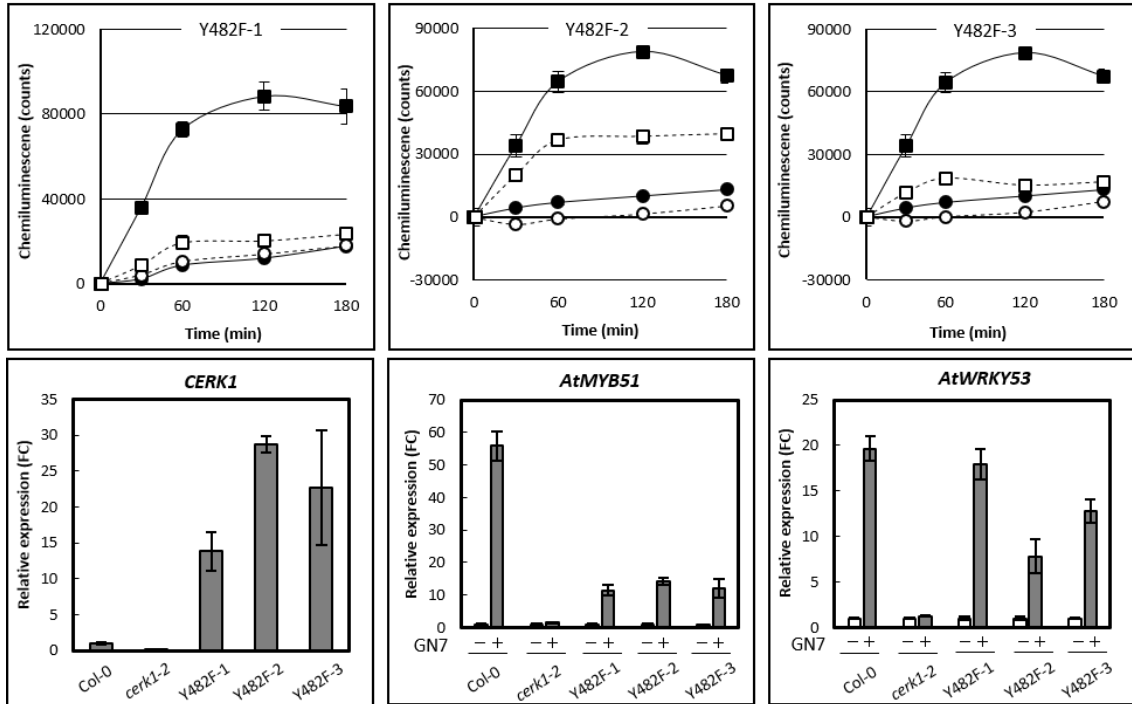 Y482F-1
Chemiluminescene (counts)
120000
80000
40000
0
0 60 120 180
Time (min)
Y482F-2
Chemiluminescene (counts)
90000
60000
30000
0
-30000
0 60 120 180
Time (min)
Y482F-3
Chemiluminescene (counts)
90000
60000
30000
0
-30000
0 60 120 180
Time (min)
CERK1
Relative expression (FC)
35
30
25
20
15
10
5
0
Col-0 cerk1-2 Y482F-1 Y482F-2 Y482F-3
AtMYB51
Relative expression (FC)
70
60
50
40
30
20
10
0
GN7 − + − + − + − + − +
Col-0 cerk1-2 Y482F-1 Y482F-2 Y482F-3
AtWRKY53
Relative expression (FC)
25
20
15
10
5
0
GN7 − + − + − + − + − +
Col-0 cerk1-2 Y482F-1 Y482F-2 Y482F-3